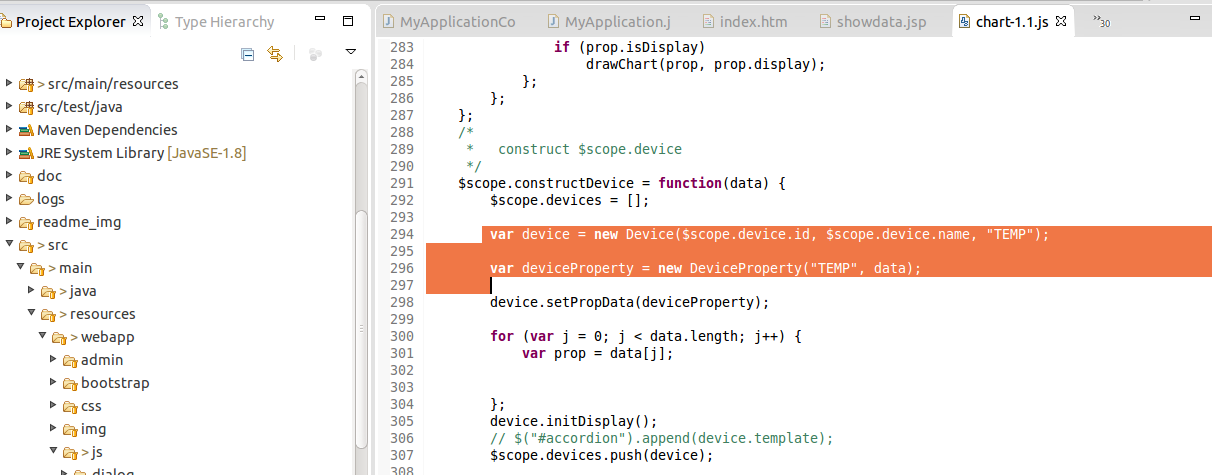 Project Explorer
Type Hierarchy
> src/main/resources
src/test/java
Maven Dependencies
JRE System Library [JavaSE-1.8]
doc
logs
readme_img
> src
> main
> java
> resources
> webapp
admin
bootstrap
css
img
> js
dialog
MyApplicationCo
MyApplication.j
index.htm
showdata.jsp
chart-1.1.js
»30
283 if (prop.isDisplay)
284 drawChart(prop, prop.display);
285 };
286 };
287 };
288 /*
289 * construct $scope.device
290 */
291 $scope.constructDevice = function(data) {
292 $scope.devices = [];
293
294 var device = new Device($scope.device.id, $scope.device.name, "TEMP");
295
296 var deviceProperty = new DeviceProperty("TEMP", data);
297
298 device.setPropData(deviceProperty);
299
300 for (var j = 0; j < data.length; j++) {
301 var prop = data[j];
302
303
304 };
305 device.initDisplay();
306 // $("#accordion").append(device.template);
307 $scope.devices.push(device);
308